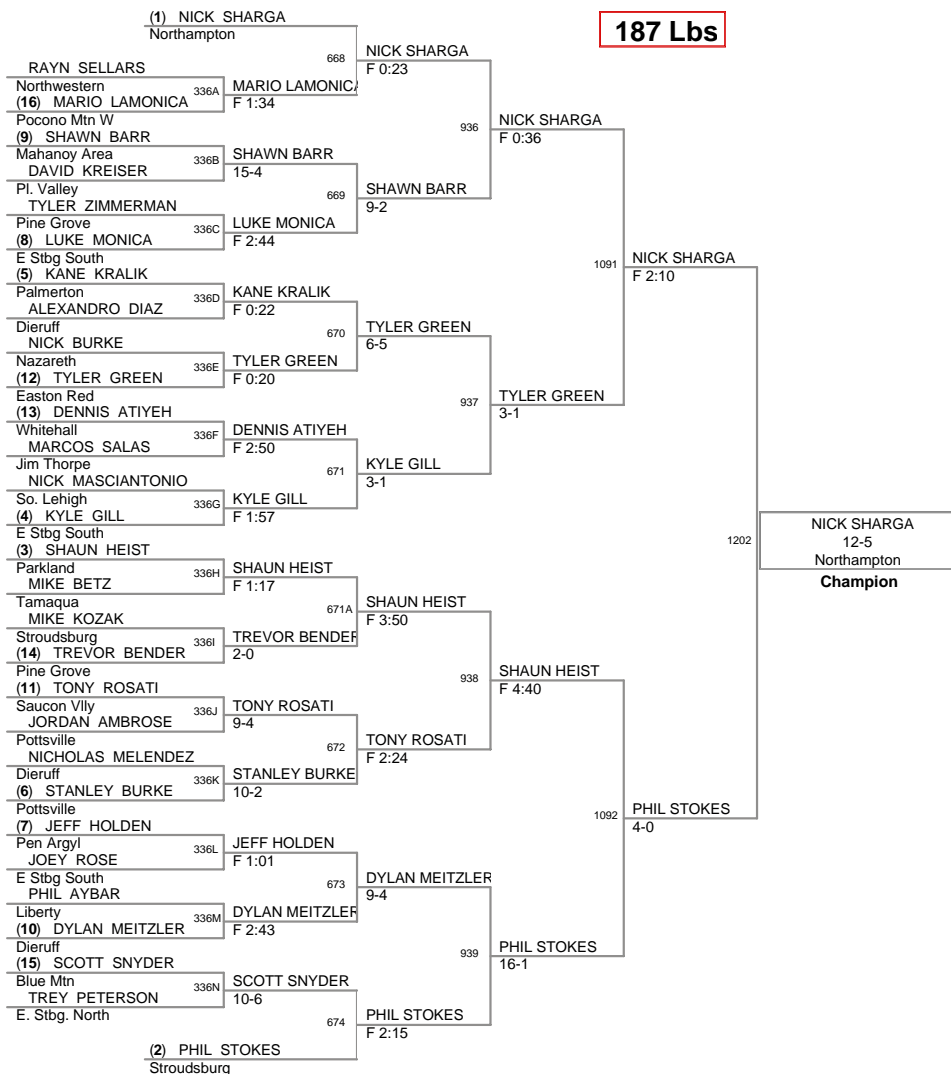 187 Lbs
(1) NICK SHARGA
Northampton
668
NICK SHARGA
F 0:23
RAYN SELLARS
Northwestern
336A
MARIO LAMONICA
F 1:34
(16) MARIO LAMONICA
Pocono Mtn W
936
NICK SHARGA
F 0:36
(9) SHAWN BARR
Mahanoy Area
336B
SHAWN BARR
15-4
DAVID KREISER
Pl. Valley
669
SHAWN BARR
9-2
TYLER ZIMMERMAN
Pine Grove
336C
LUKE MONICA
F 2:44
(8) LUKE MONICA
E Stbg South
1091
NICK SHARGA
F 2:10
(5) KANE KRALIK
Palmerton
336D
KANE KRALIK
F 0:22
ALEXANDRO DIAZ
Dieruff
670
TYLER GREEN
6-5
NICK BURKE
Nazareth
336E
TYLER GREEN
F 0:20
(12) TYLER GREEN
Easton Red
937
TYLER GREEN
3-1
(13) DENNIS ATIYEH
Whitehall
336F
DENNIS ATIYEH
F 2:50
MARCOS SALAS
Jim Thorpe
671
KYLE GILL
3-1
NICK MASCIANTONIO
So. Lehigh
336G
KYLE GILL
F 1:57
(4) KYLE GILL
E Stbg South
1202
NICK SHARGA
12-5
Northampton
Champion
(3) SHAUN HEIST
Parkland
336H
SHAUN HEIST
F 1:17
MIKE BETZ
Tamaqua
671A
SHAUN HEIST
F 3:50
MIKE KOZAK
Stroudsburg
336I
TREVOR BENDER
2-0
(14) TREVOR BENDER
Pine Grove
938
SHAUN HEIST
F 4:40
(11) TONY ROSATI
Saucon Vlly
336J
TONY ROSATI
9-4
JORDAN AMBROSE
Pottsville
672
TONY ROSATI
F 2:24
NICHOLAS MELENDEZ
Dieruff
336K
STANLEY BURKE
10-2
(6) STANLEY BURKE
Pottsville
1092
PHIL STOKES
4-0
(7) JEFF HOLDEN
Pen Argyl
336L
JEFF HOLDEN
F 1:01
JOEY ROSE
E Stbg South
673
DYLAN MEITZLER
9-4
PHIL AYBAR
Liberty
336M
DYLAN MEITZLER
F 2:43
(10) DYLAN MEITZLER
Dieruff
939
PHIL STOKES
16-1
(15) SCOTT SNYDER
Blue Mtn
336N
SCOTT SNYDER
10-6
TREY PETERSON
E. Stbg. North
674
PHIL STOKES
F 2:15
(2) PHIL STOKES
Stroudsburg